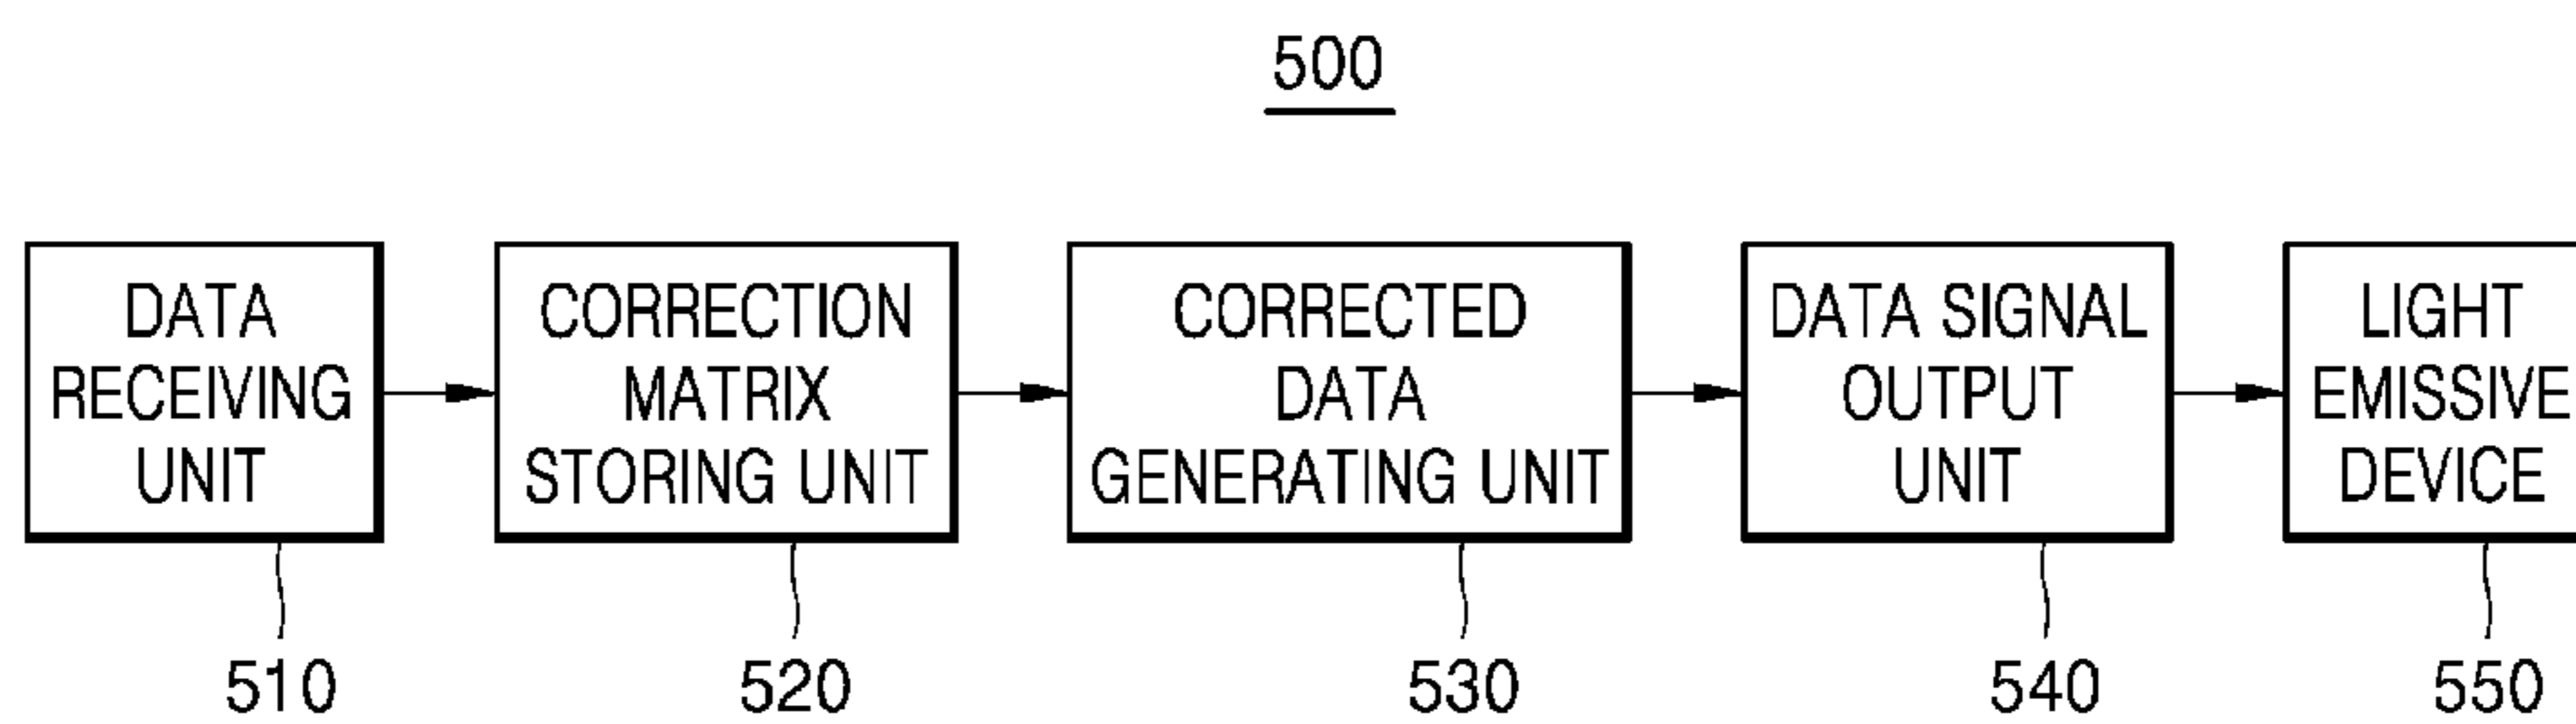 500
DATA
RECEIVING
UNIT
CORRECTION
MATRIX
STORING UNIT
CORRECTED
DATA
GENERATING UNIT
DATA SIGNAL
OUTPUT
UNIT
LIGHT
EMISSIVE
DEVICE
510
520
530
540
550